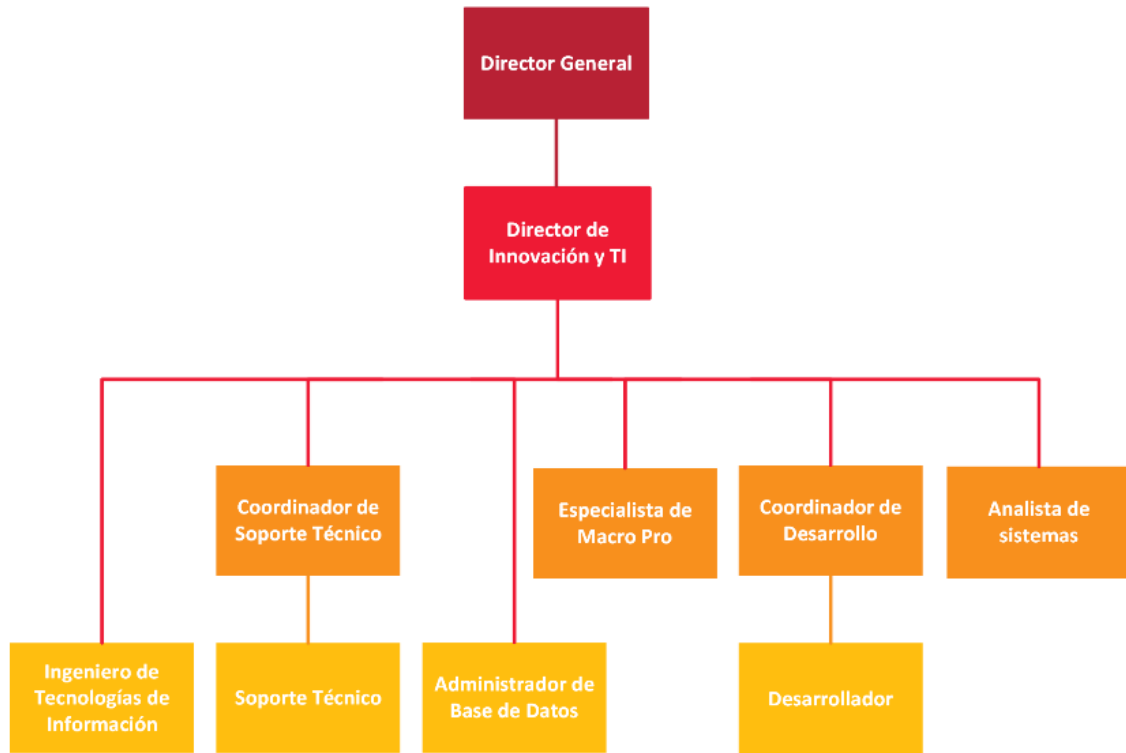 Director General
Director de
Innovación y TI
Coordinador de
Soporte Técnico
Especialista de
Macro Pro
Coordinador de
Desarrollo
Analista de
sistemas
Ingeniero de
Tecnologías de
Información
Soporte Técnico
Administrador de
Base de Datos
Desarrollador